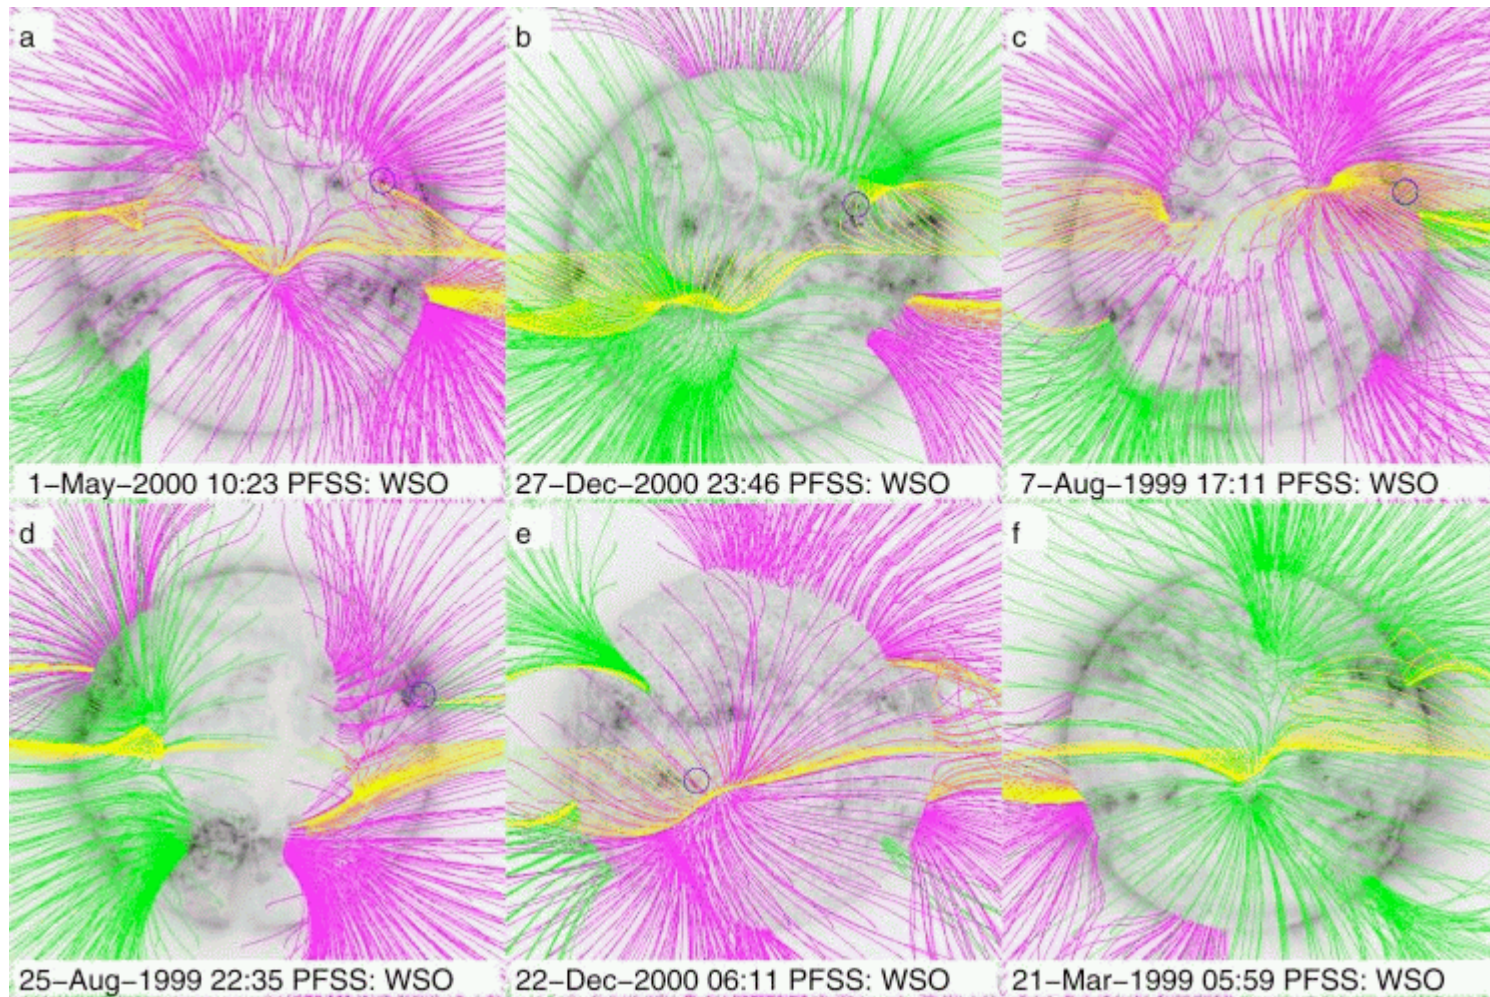 a
b
c
1-May-2000 10:23 PFSS: WSO
27-Dec-2000 23:46 PFSS: WSO
7-Aug-1999 17:11 PFSS: WSO
d
e
f
25-Aug-1999 22:35 PFSS: WSO
22-Dec-2000 06:11 PFSS: WSO
21-Mar-1999 05:59 PFSS: WSO